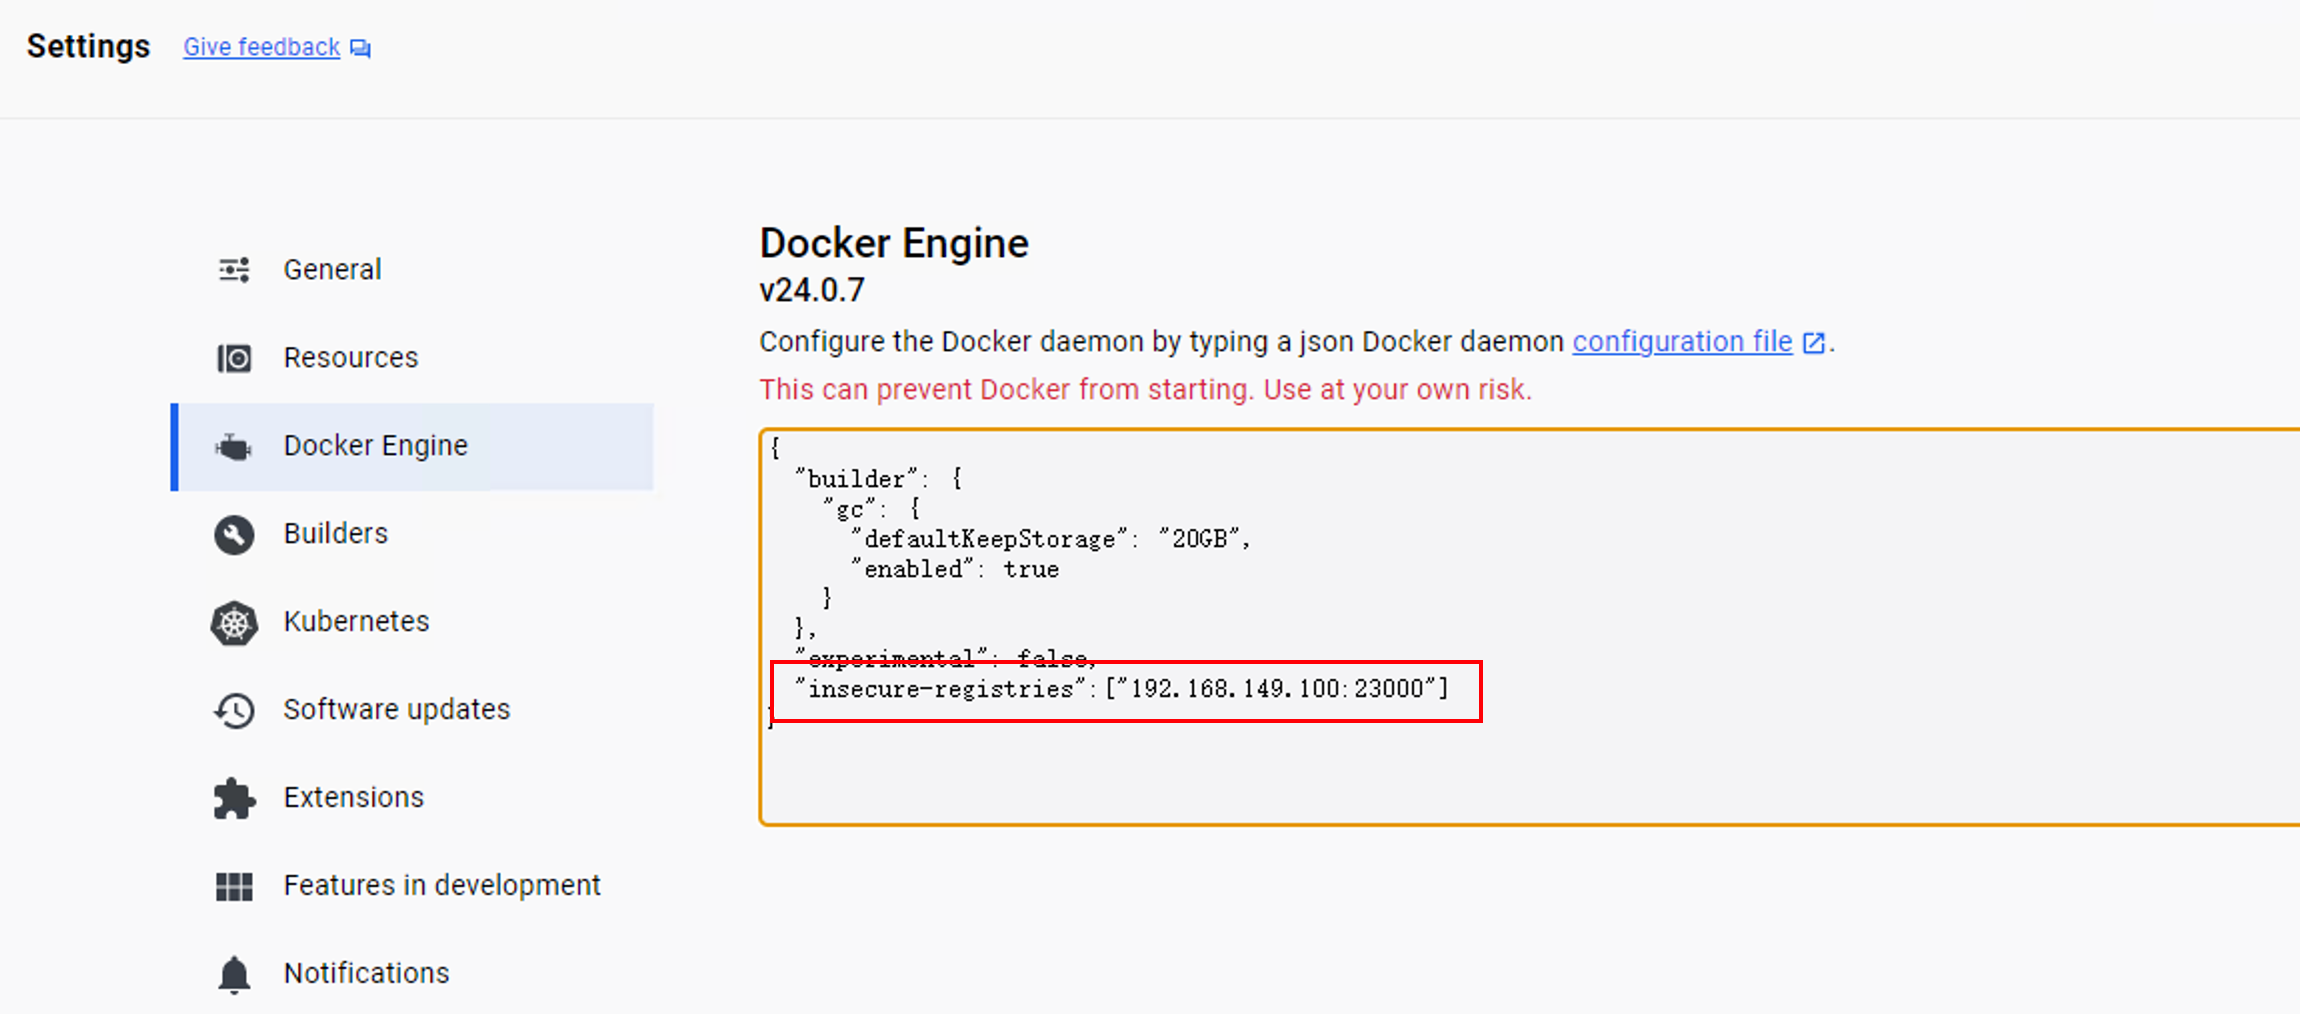 Settings Give feedback
General
Resources
Docker Engine
Builders
Kubernetes
Software updates
Extensions
Features in development
Notifications
Docker Engine
v24.0.7
Configure the Docker daemon by typing a json Docker daemon configuration file.
This can prevent Docker from starting. Use at your own risk.
{
  "builder": {
    "gc": {
      "defaultKeepStorage": "20GB",
      "enabled": true
    }
  },
  "experimental": false,
  "insecure-registries":["192.168.149.100:23000"]
}